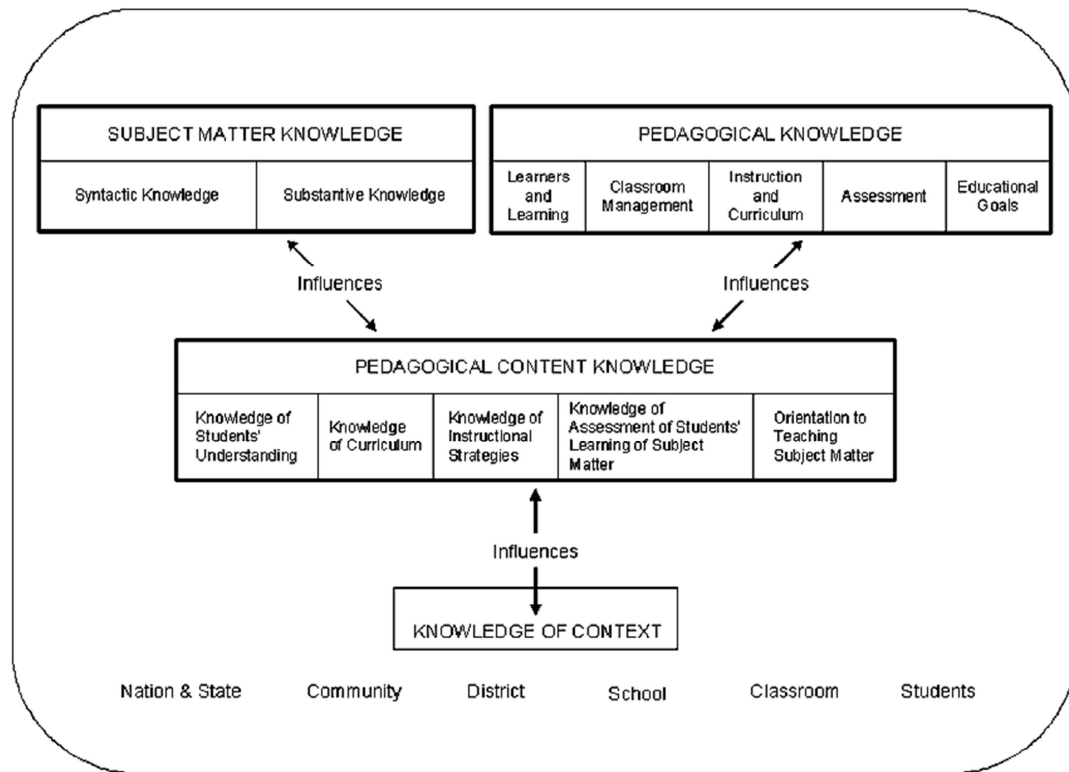 SUBJECT MATTER KNOWLEDGE
Syntactic Knowledge
Substantive Knowledge
PEDAGOGICAL KNOWLEDGE
Learners
and
Learning
Classroom
Management
Instruction
and
Curriculum
Assessment
Educational
Goals
Influences
Influences
PEDAGOGICAL CONTENT KNOWLEDGE
Knowledge of
Students'
Understanding
Knowledge
of Curriculum
Knowledge of
Instructional
Strategies
Knowledge of
Assessment of Students'
Learning of Subject
Matter
Orientation to
Teaching
Subject Matter
Influences
KNOWLEDGE OF CONTEXT
Nation & State
Community
District
School
Classroom
Students